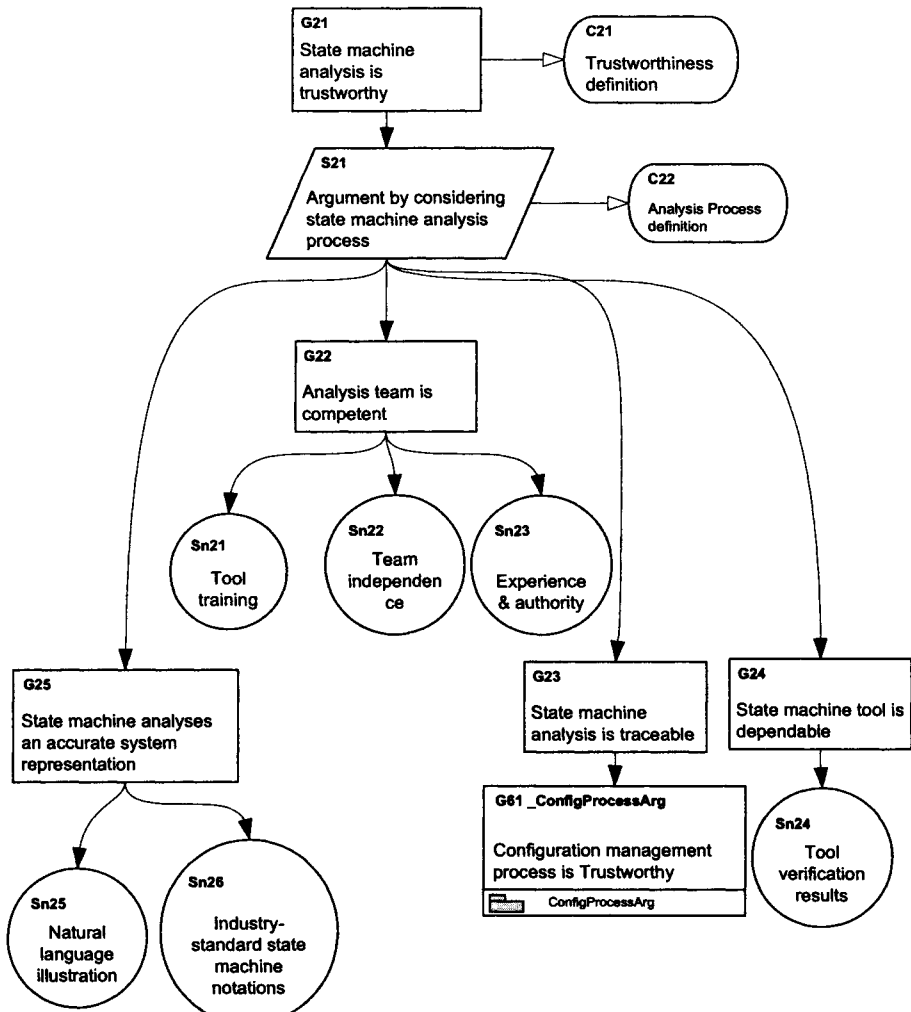 G21
State machine
analysis is
trustworthy
C21
Trustworthiness
definition
S21
Argument by considering
state machine analysis
process
C22
Analysis Process
definition
G22
Analysis team is
competent
Sn21
Tool
training
Sn22
Team
independen
ce
Sn23
Experience
& authority
G25
State machine analyses
an accurate system
representation
G23
State machine
analysis is traceable
G24
State machine tool is
dependable
G61 _ConfigProcessArg
Configuration management
process is Trustworthy
ConfigProcessArg
Sn24
Tool
verification
results
Sn25
Natural
language
illustration
Sn26
Industry-
standard state
machine
notations